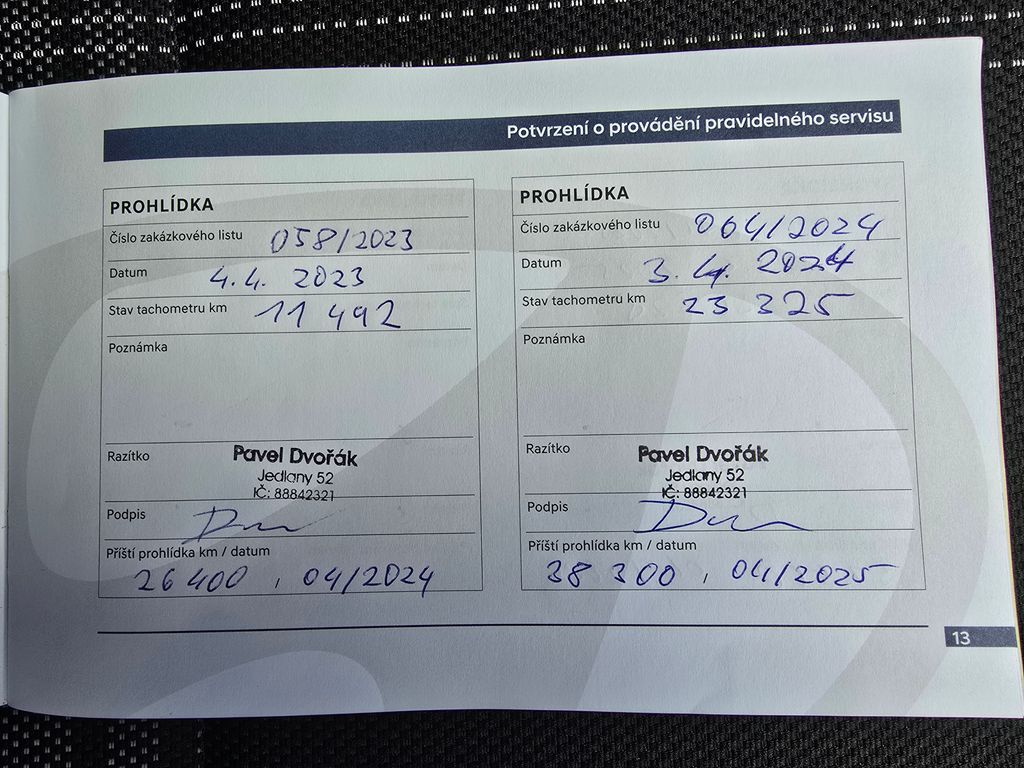 Potvrzení o provádění pravidelného servisu
PROHLÍDKA
Číslo zakázkového listu 058/2023
Datum 4.4. 2023
Stav tachometru km 11 492
Poznámka
Razítko Pavel Dvořák
Jedlany 52
IČ: 88842321
Podpis
Příští prohlídka km / datum
26 400 , 04/2024
PROHLÍDKA
Číslo zakázkového listu 064/2024
Datum 3. 4. 2024
Stav tachometru km 23 325
Poznámka
Razítko Pavel Dvořák
Jedlany 52
IČ: 88842321
Podpis
Příští prohlídka km / datum
38 300 , 04/2025
13